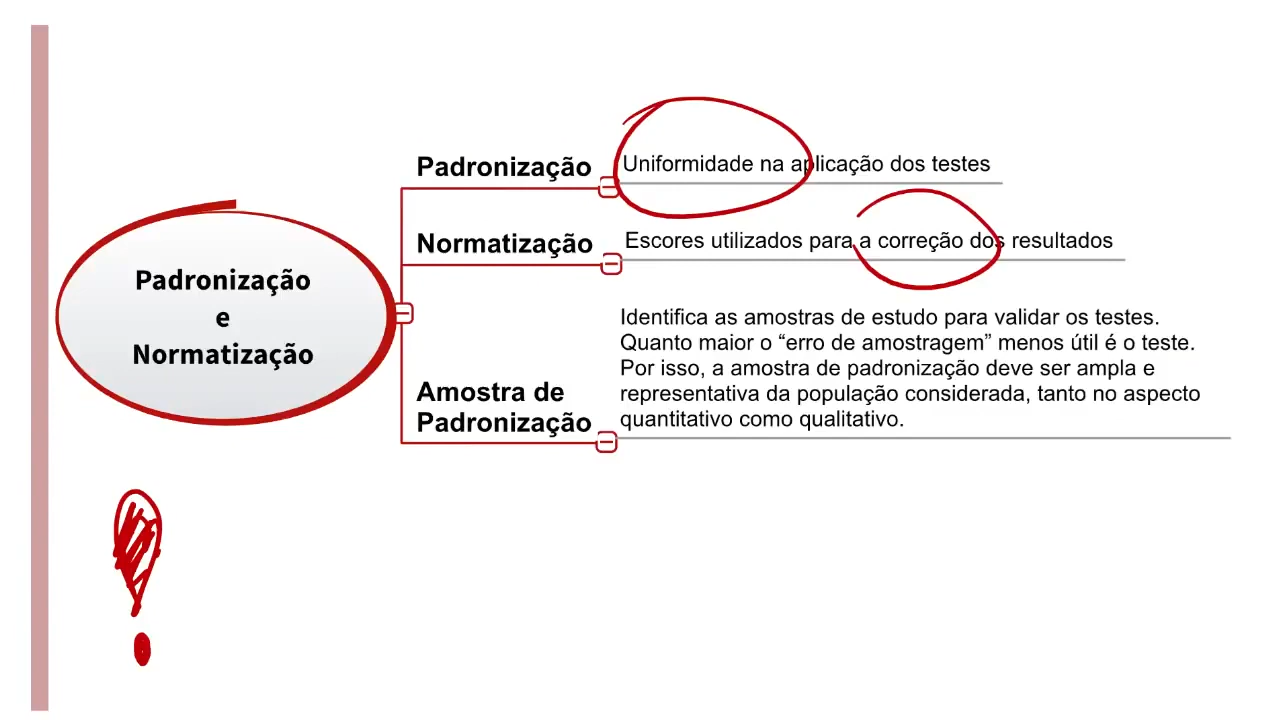 Padronização
e
Normatização
Padronização
Uniformidade na aplicação dos testes
Normatização
Escores utilizados para a correção dos resultados
Amostra de
Padronização
Identifica as amostras de estudo para validar os testes.
Quanto maior o “erro de amostragem” menos útil é o teste.
Por isso, a amostra de padronização deve ser ampla e
representativa da população considerada, tanto no aspecto
quantitativo como qualitativo.